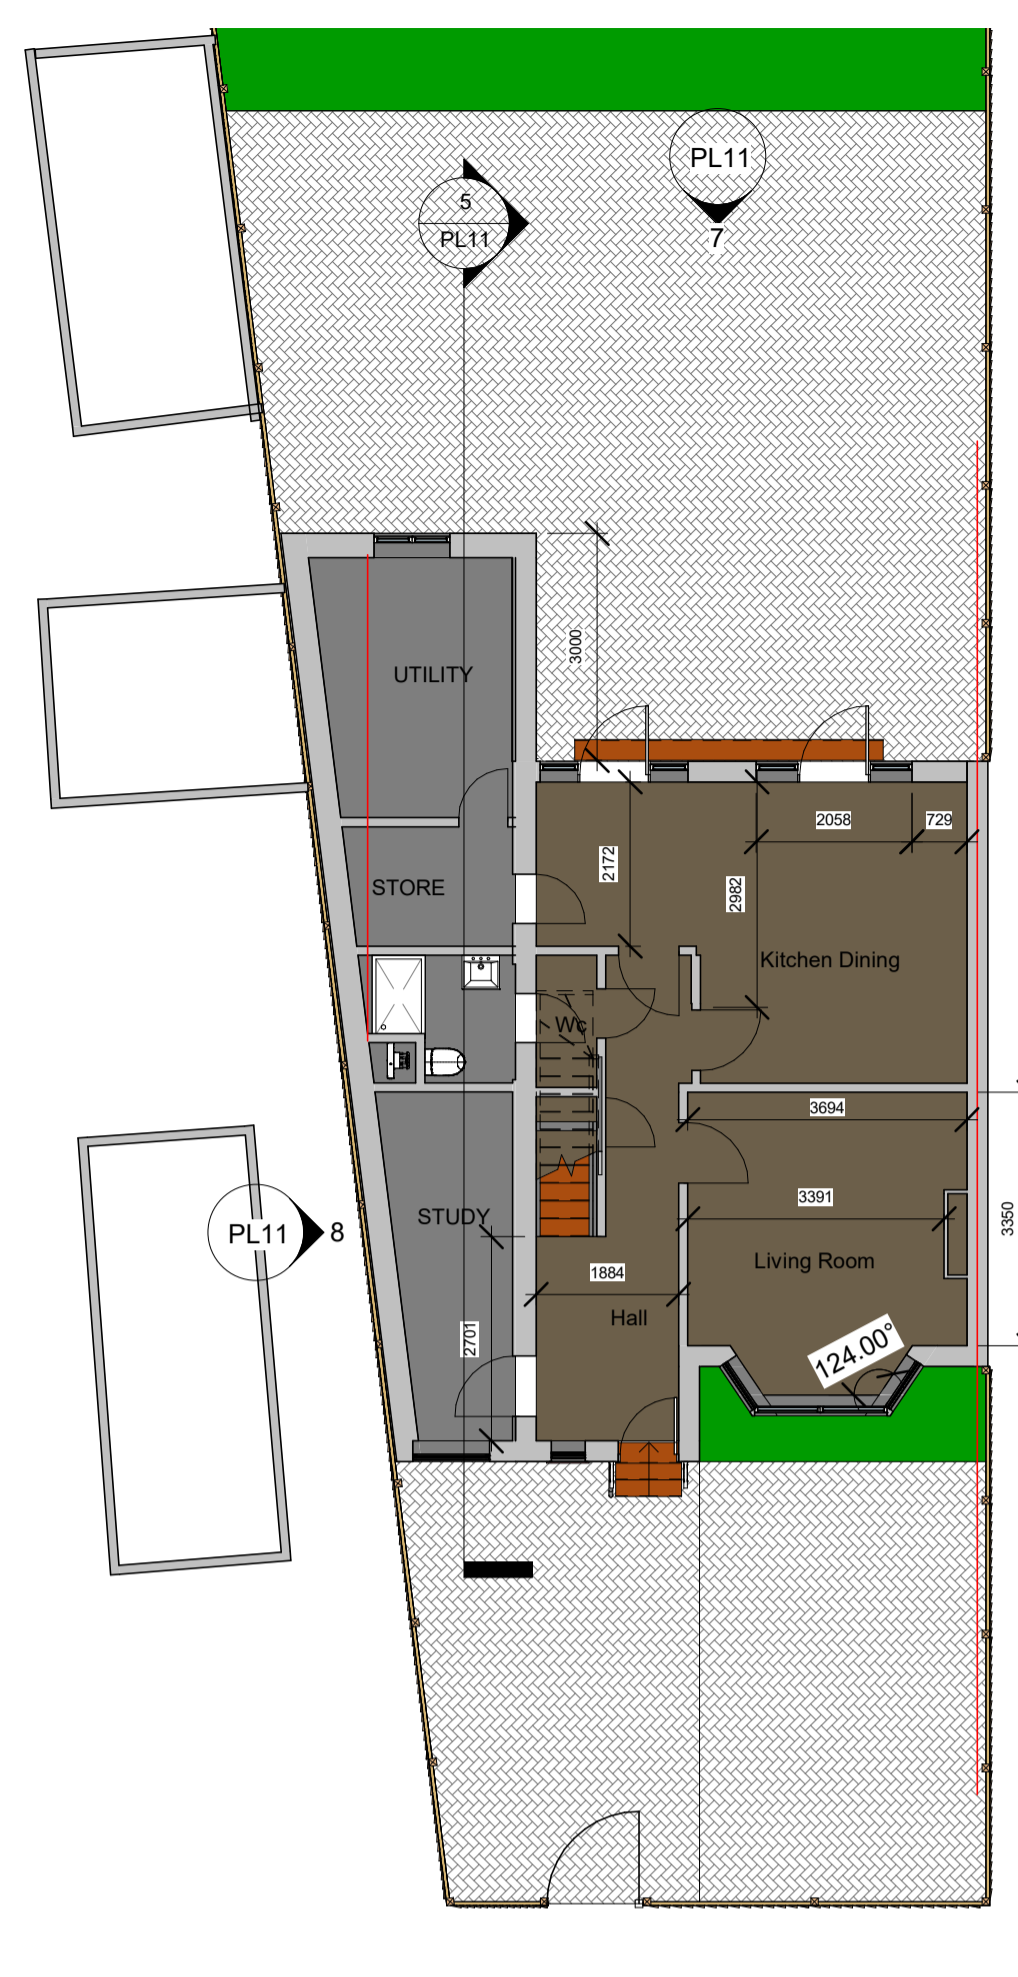 PL11
7
5
PL11
3000
UTILITY
2058
729
2172
2982
STORE
Kitchen Dining
Wc
3694
3391
3350
STUDY
PL11
8
Living Room
1884
Hall
2701
124.00°